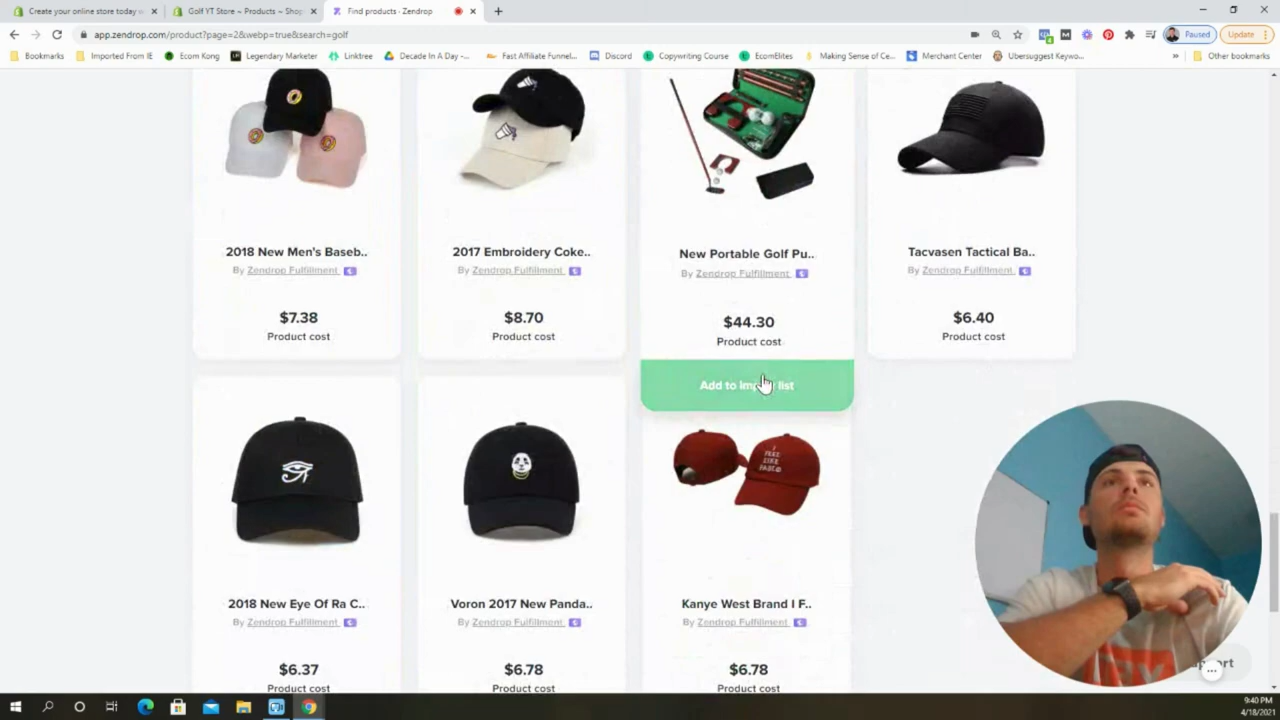 Create your online store today w
Golf YT Store ~ Products ~ Shop
Find products - Zendrop
app.zendrop.com/product?page=2&webp=true&search=golf
Paused
Update
Bookmarks
Imported From IE
Ecom Kong
Legendary Marketer
Linktree
Decade In A Day -...
Fast Affiliate Funnel...
Discord
Copywriting Course
EcomElites
Making Sense of Ce...
Merchant Center
Ubersuggest Keywo...
Other bookmarks
2018 New Men's Baseb..
By Zendrop Fulfillment
$7.38
Product cost
2017 Embroidery Coke..
By Zendrop Fulfillment
$8.70
Product cost
New Portable Golf Pu..
By Zendrop Fulfillment
$44.30
Product cost
Add to import list
Tacvasen Tactical Ba..
By Zendrop Fulfillment
$6.40
Product cost
I
FEEL
LIKE
PABLO
2018 New Eye Of Ra C..
By Zendrop Fulfillment
$6.37
Product cost
Voron 2017 New Panda..
By Zendrop Fulfillment
$6.78
Product cost
Kanye West Brand I F..
By Zendrop Fulfillment
$6.78
Product cost
9:40 PM
4/18/2021